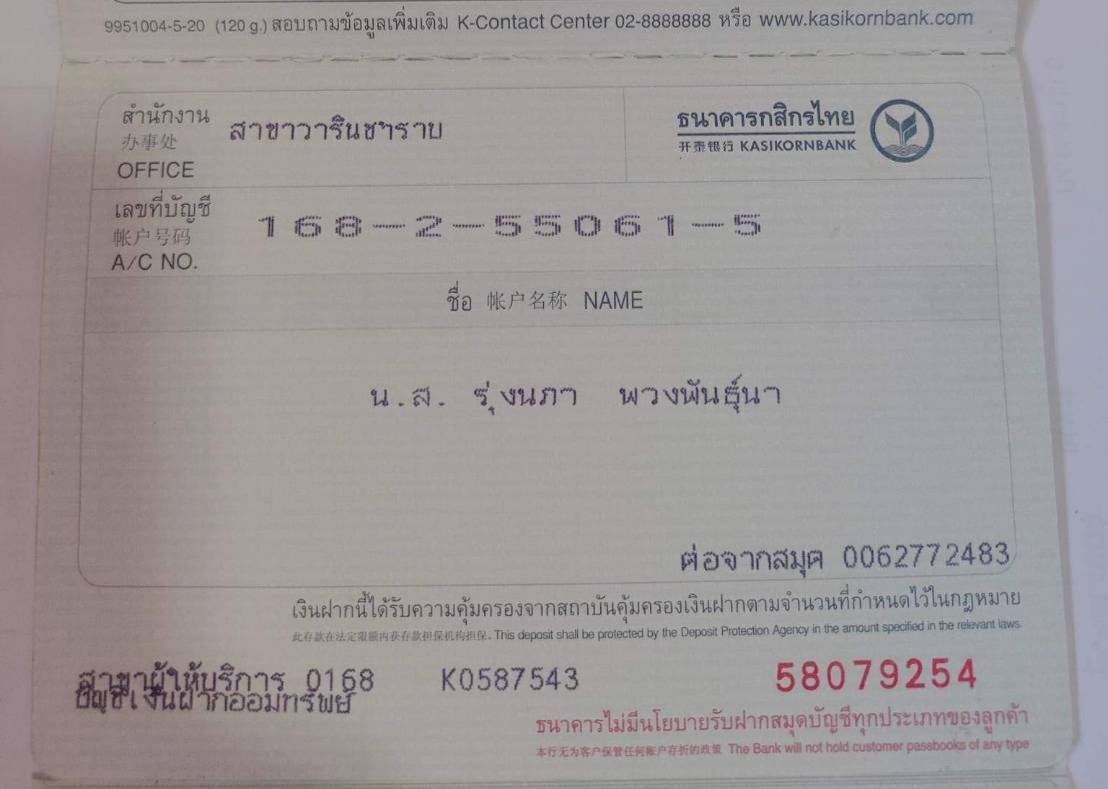 9951004-5-20 (120 g.) สอบถามข้อมูลเพิ่มเติม K-Contact Center 02-8888888 หรือ www.kasikornbank.com
สำนักงาน
办事处
OFFICE
สาขาวารินชำราบ
ธนาคารกสิกรไทย
开泰银行 KASIKORNBANK
เลขที่บัญชี
帐户号码
A/C NO.
168-2-55061-5
ชื่อ 帐户名称 NAME
น.ส. รุ่งนภา พวงพันธุ์นา
ต่อจากสมุด 0062772483
เงินฝากนี้ได้รับความคุ้มครองจากสถาบันคุ้มครองเงินฝากตามจำนวนที่กำหนดไว้ในกฎหมาย
此存款在法定限额内获存款担保机构担保。This deposit shall be protected by the Deposit Protection Agency in the amount specified in the relevant laws.
สาขาผู้ให้บริการ 0168 K0587543 58079254
บัญชีเงินฝากออมทรัพย์
ธนาคารไม่มีนโยบายรับฝากสมุดบัญชีทุกประเภทของลูกค้า
本行无为客户保管任何帐户存折的政策 The Bank will not hold customer passbooks of any type